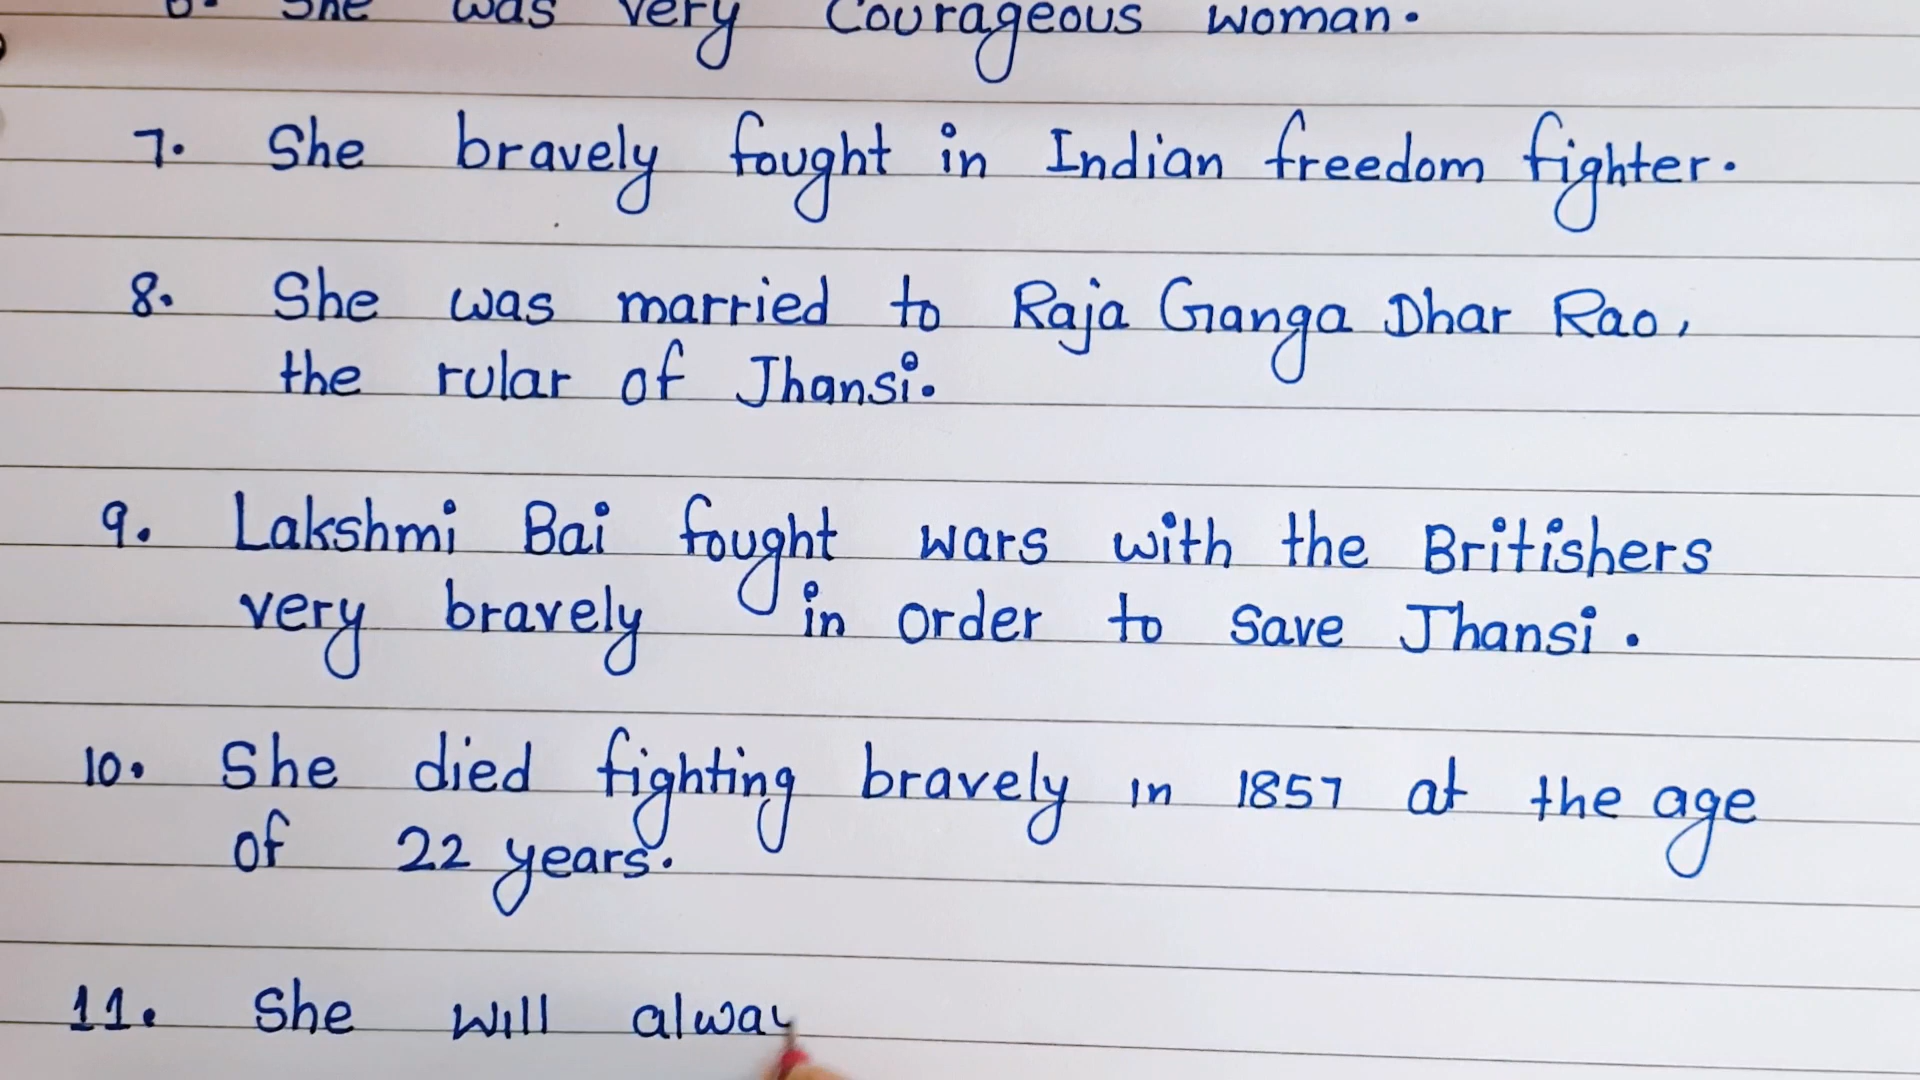 6. She was very Courageous woman.
7. She bravely fought in Indian freedom fighter.
8. She was married to Raja Ganga Dhar Rao,
the rular of Jhansi.
9. Lakshmi Bai fought wars with the Britishers
very bravely in order to save Jhansi.
10. She died fighting bravely in 1857 at the age
of 22 years.
11. She will alway